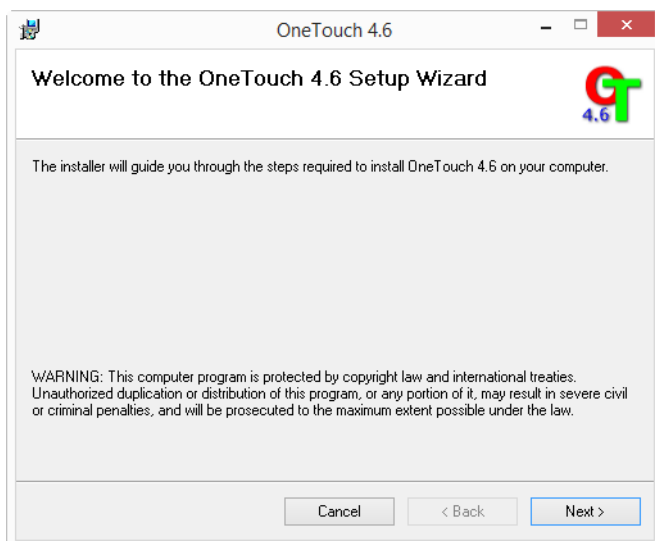 OneTouch 4.6
Welcome to the OneTouch 4.6 Setup Wizard
OT
4.6
The installer will guide you through the steps required to install OneTouch 4.6 on your computer.
WARNING: This computer program is protected by copyright law and international treaties.
Unauthorized duplication or distribution of this program, or any portion of it, may result in severe civil
or criminal penalties, and will be prosecuted to the maximum extent possible under the law.
Cancel
< Back
Next >